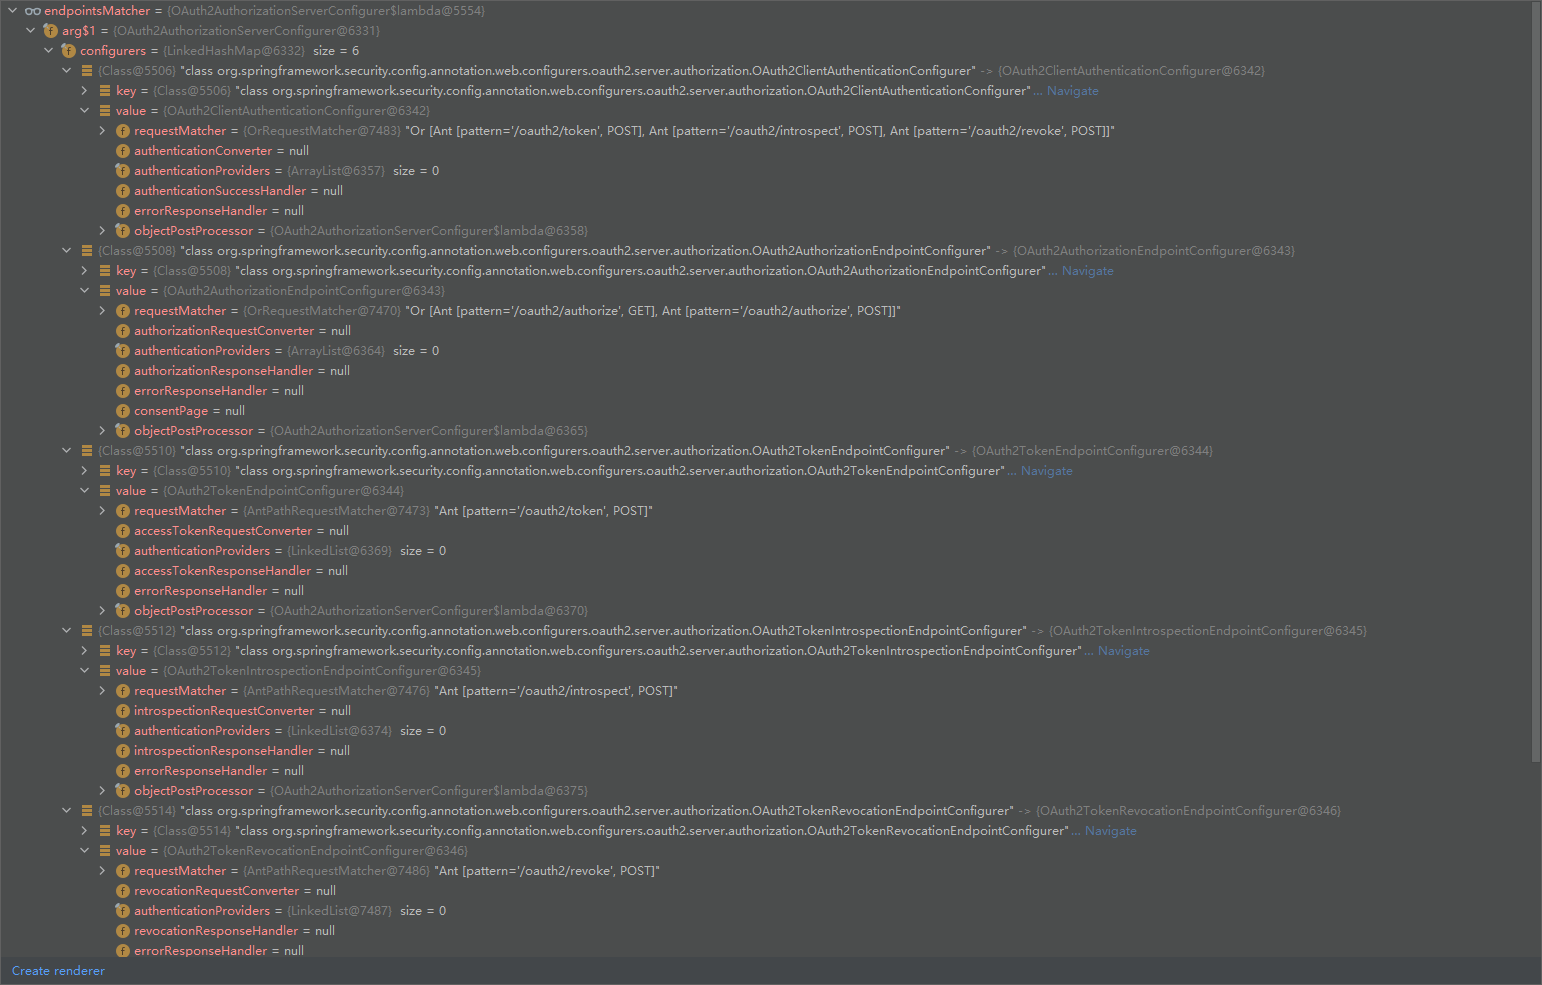 endpointsMatcher = {OAuth2AuthorizationServerConfigurer$lambda@5554}
arg$1 = {OAuth2AuthorizationServerConfigurer@6331}
configurers = {LinkedHashMap@6332} size = 6
{Class@5506} "class org.springframework.security.config.annotation.web.configurers.oauth2.server.authorization.OAuth2ClientAuthenticationConfigurer" -> {OAuth2ClientAuthenticationConfigurer@6342}
key = {Class@5506} "class org.springframework.security.config.annotation.web.configurers.oauth2.server.authorization.OAuth2ClientAuthenticationConfigurer"... Navigate
value = {OAuth2ClientAuthenticationConfigurer@6342}
requestMatcher = {OrRequestMatcher@7483} "Or [Ant [pattern='/oauth2/token', POST], Ant [pattern='/oauth2/introspect', POST], Ant [pattern='/oauth2/revoke', POST]]"
authenticationConverter = null
authenticationProviders = {ArrayList@6357} size = 0
authenticationSuccessHandler = null
errorResponseHandler = null
objectPostProcessor = {OAuth2AuthorizationServerConfigurer$lambda@6358}
{Class@5508} "class org.springframework.security.config.annotation.web.configurers.oauth2.server.authorization.OAuth2AuthorizationEndpointConfigurer" -> {OAuth2AuthorizationEndpointConfigurer@6343}
key = {Class@5508} "class org.springframework.security.config.annotation.web.configurers.oauth2.server.authorization.OAuth2AuthorizationEndpointConfigurer"... Navigate
value = {OAuth2AuthorizationEndpointConfigurer@6343}
requestMatcher = {OrRequestMatcher@7470} "Or [Ant [pattern='/oauth2/authorize', GET], Ant [pattern='/oauth2/authorize', POST]]"
authorizationRequestConverter = null
authenticationProviders = {ArrayList@6364} size = 0
authorizationResponseHandler = null
errorResponseHandler = null
consentPage = null
objectPostProcessor = {OAuth2AuthorizationServerConfigurer$lambda@6365}
{Class@5510} "class org.springframework.security.config.annotation.web.configurers.oauth2.server.authorization.OAuth2TokenEndpointConfigurer" -> {OAuth2TokenEndpointConfigurer@6344}
key = {Class@5510} "class org.springframework.security.config.annotation.web.configurers.oauth2.server.authorization.OAuth2TokenEndpointConfigurer"... Navigate
value = {OAuth2TokenEndpointConfigurer@6344}
requestMatcher = {AntPathRequestMatcher@7473} "Ant [pattern='/oauth2/token', POST]"
accessTokenRequestConverter = null
authenticationProviders = {LinkedList@6369} size = 0
accessTokenResponseHandler = null
errorResponseHandler = null
objectPostProcessor = {OAuth2AuthorizationServerConfigurer$lambda@6370}
{Class@5512} "class org.springframework.security.config.annotation.web.configurers.oauth2.server.authorization.OAuth2TokenIntrospectionEndpointConfigurer" -> {OAuth2TokenIntrospectionEndpointConfigurer@6345}
key = {Class@5512} "class org.springframework.security.config.annotation.web.configurers.oauth2.server.authorization.OAuth2TokenIntrospectionEndpointConfigurer"... Navigate
value = {OAuth2TokenIntrospectionEndpointConfigurer@6345}
requestMatcher = {AntPathRequestMatcher@7476} "Ant [pattern='/oauth2/introspect', POST]"
introspectionRequestConverter = null
authenticationProviders = {LinkedList@6374} size = 0
introspectionResponseHandler = null
errorResponseHandler = null
objectPostProcessor = {OAuth2AuthorizationServerConfigurer$lambda@6375}
{Class@5514} "class org.springframework.security.config.annotation.web.configurers.oauth2.server.authorization.OAuth2TokenRevocationEndpointConfigurer" -> {OAuth2TokenRevocationEndpointConfigurer@6346}
key = {Class@5514} "class org.springframework.security.config.annotation.web.configurers.oauth2.server.authorization.OAuth2TokenRevocationEndpointConfigurer"... Navigate
value = {OAuth2TokenRevocationEndpointConfigurer@6346}
requestMatcher = {AntPathRequestMatcher@7486} "Ant [pattern='/oauth2/revoke', POST]"
revocationRequestConverter = null
authenticationProviders = {LinkedList@7487} size = 0
revocationResponseHandler = null
errorResponseHandler = null
Create renderer